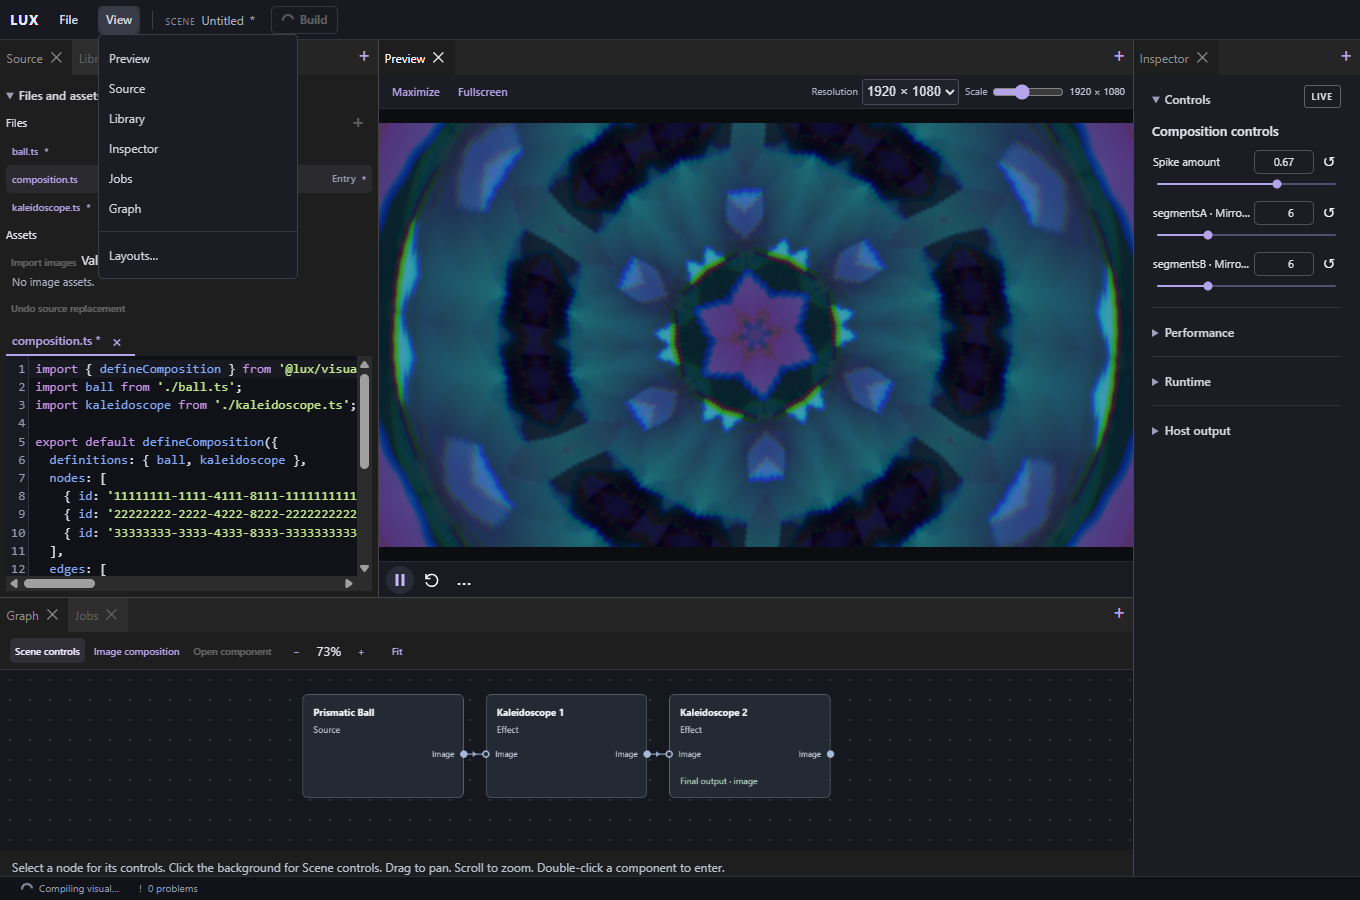 LUX File View SCENE Untitled * Build
Source Libr
Preview
Source
Library
Inspector
Jobs
Graph
Layouts...
Files and asset
Files
ball.ts *
composition.ts Entry *
kaleidoscope.ts *
Assets
Import images Val
No image assets.
Undo source replacement
composition.ts *
1 import { defineComposition } from '@lux/visua
2 import ball from './ball.ts';
3 import kaleidoscope from './kaleidoscope.ts';
4
5 export default defineComposition({
6 definitions: { ball, kaleidoscope },
7 nodes: [
8 { id: '11111111-1111-4111-8111-1111111111
9 { id: '22222222-2222-4222-8222-2222222222
10 { id: '33333333-3333-4333-8333-3333333333
11 ],
12 edges: [
Preview
Maximize Fullscreen Resolution 1920 × 1080 Scale 1920 × 1080
...
Inspector
Controls LIVE
Composition controls
Spike amount 0.67
segmentsA · Mirro... 6
segmentsB · Mirro... 6
Performance
Runtime
Host output
Graph Jobs
Scene controls Image composition Open component − 73% + Fit
Prismatic Ball
Source
Image
Kaleidoscope 1
Effect
Image Image
Kaleidoscope 2
Effect
Image Image
Final output · image
Select a node for its controls. Click the background for Scene controls. Drag to pan. Scroll to zoom. Double-click a component to enter.
Compiling visual... ! 0 problems